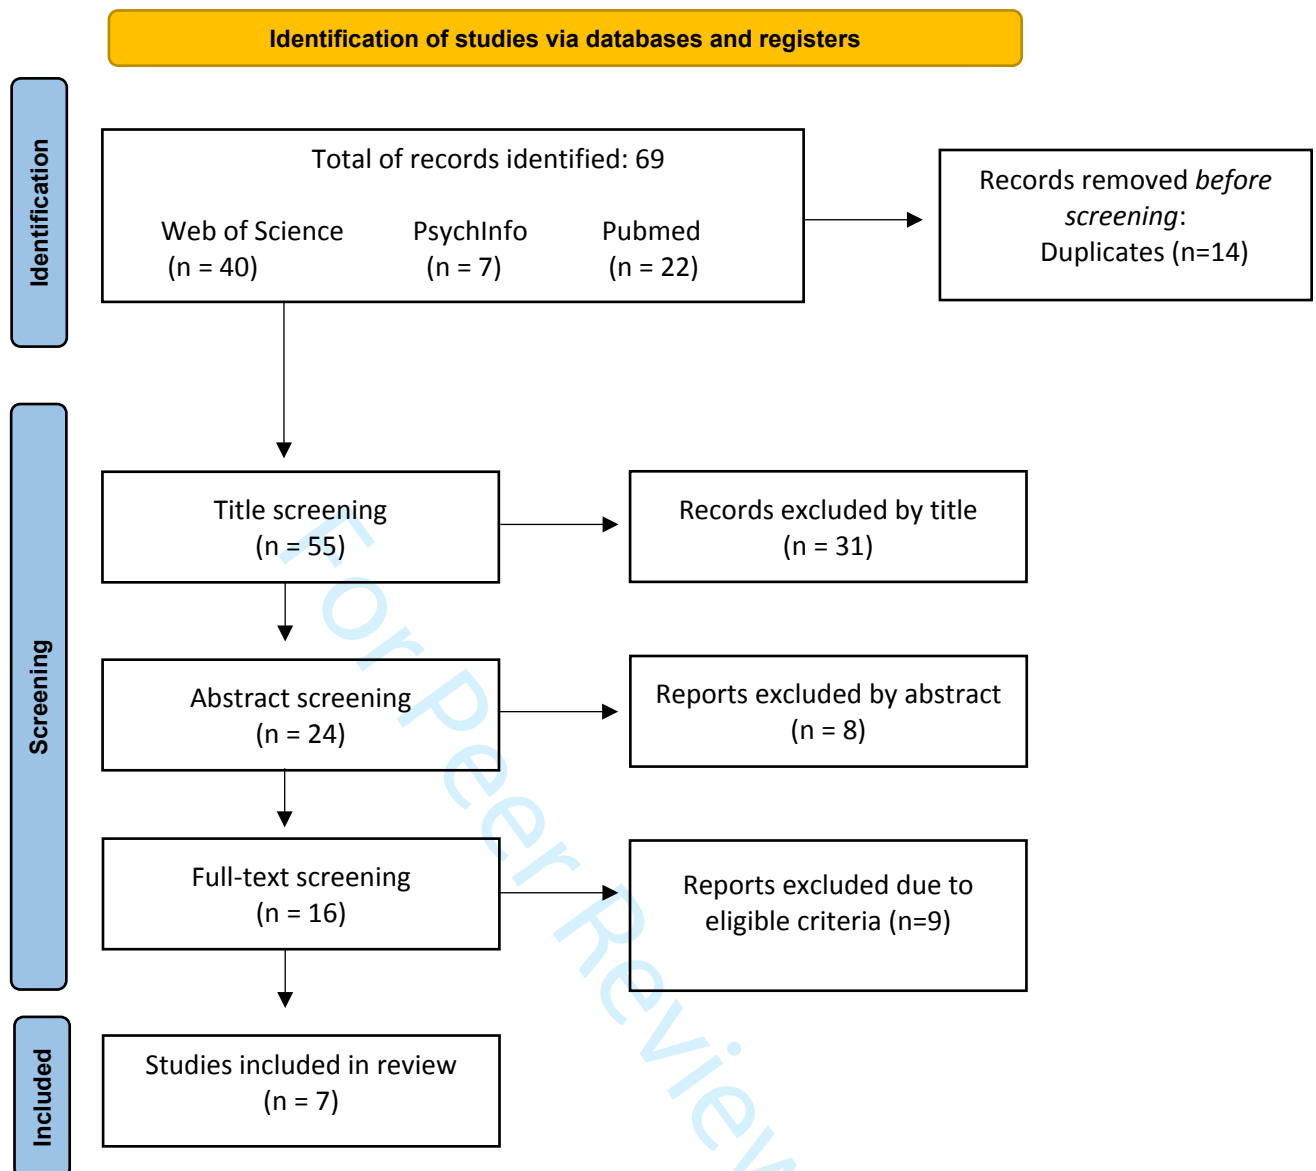 Identification of studies via databases and registers
Identification
Total of records identified: 69
Web of Science PsychInfo Pubmed
(n = 40) (n = 7) (n = 22)
Records removed before
screening:
Duplicates (n=14)
Screening
Title screening
(n = 55)
Records excluded by title
(n = 31)
Abstract screening
(n = 24)
Reports excluded by abstract
(n = 8)
Full-text screening
(n = 16)
Reports excluded due to
eligible criteria (n=9)
Included
Studies included in review
(n = 7)
For Peer Review